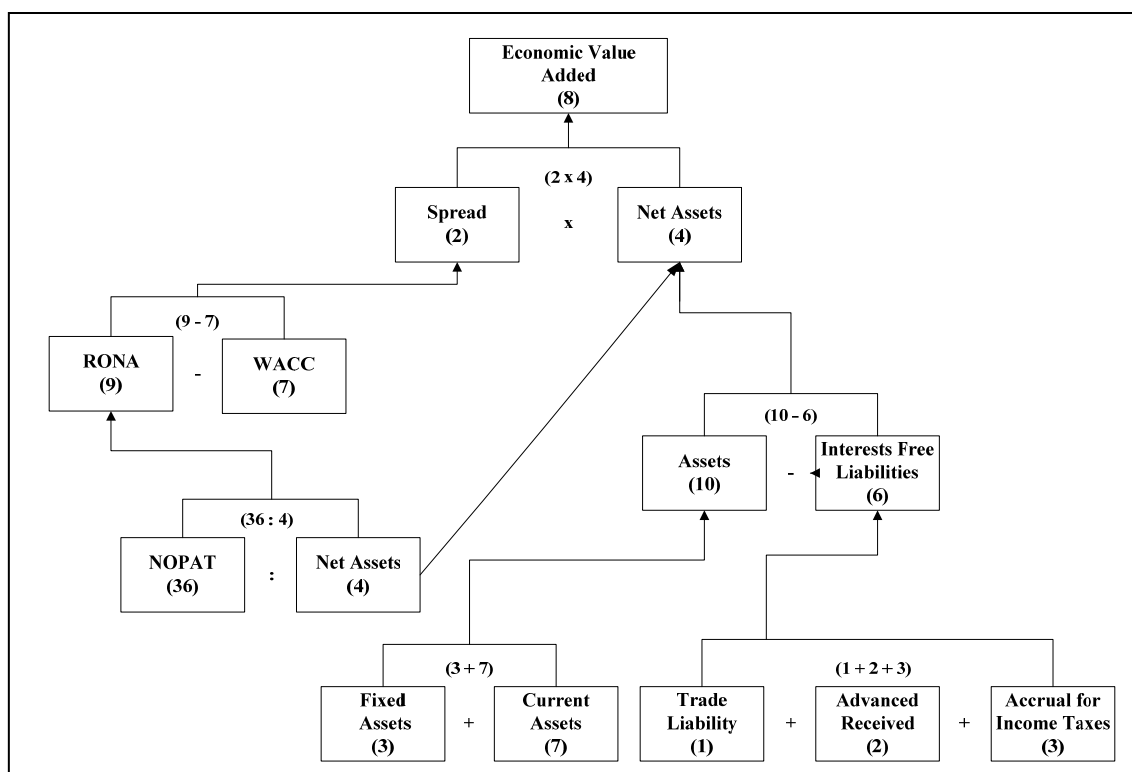 Economic Value
Added
(8)
(2 x 4)
Spread
(2)
x
Net Assets
(4)
(9 - 7)
RONA
(9)
-
WACC
(7)
(10 - 6)
Assets
(10)
-
Interests Free
Liabilities
(6)
(36 : 4)
NOPAT
(36)
:
Net Assets
(4)
(3 + 7)
Fixed
Assets
(3)
+
Current
Assets
(7)
(1 + 2 + 3)
Trade
Liability
(1)
+
Advanced
Received
(2)
+
Accrual for
Income Taxes
(3)